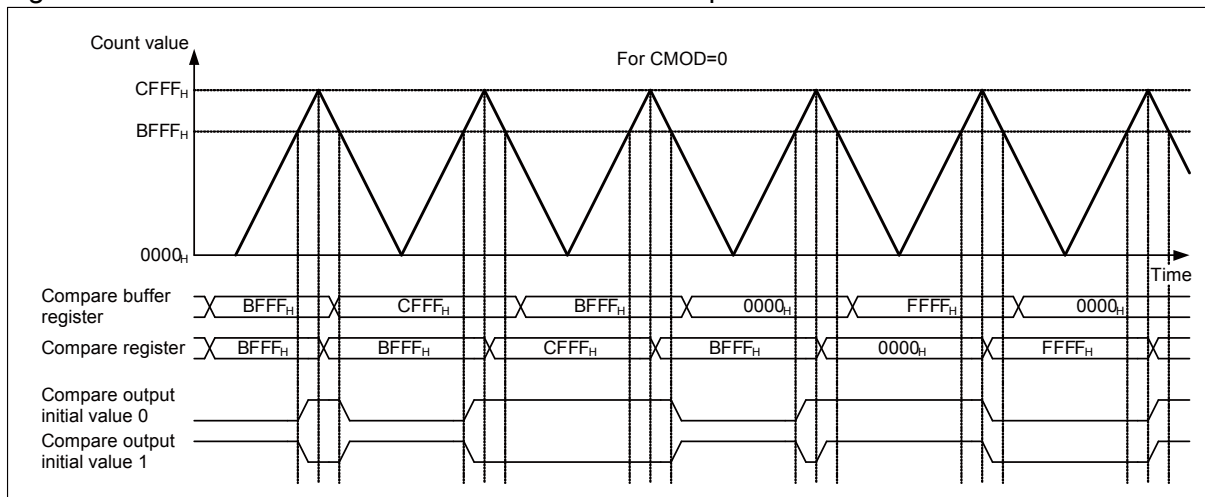 Count value
For CMOD=0
CFFFH
BFFFH
0000H
Time
Compare buffer
register
BFFFH CFFFH BFFFH 0000H FFFFH 0000H
Compare register BFFFH BFFFH CFFFH BFFFH 0000H FFFFH
Compare output
initial value 0
Compare output
initial value 1